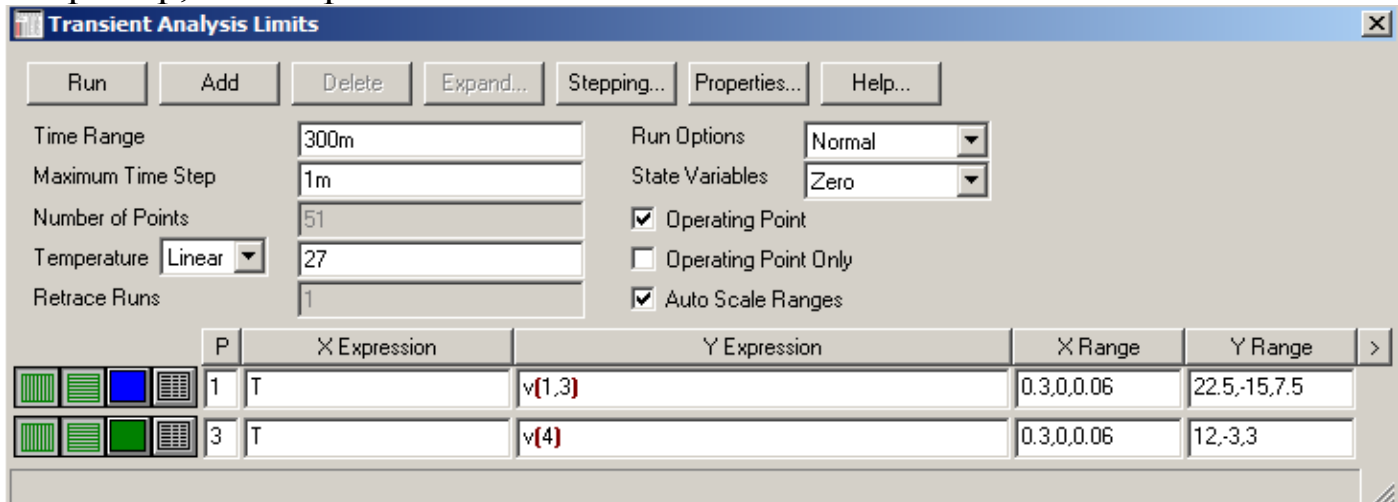 Transient Analysis Limits
Run Add Delete Expand... Stepping... Properties... Help...
Time Range 300m Run Options Normal
Maximum Time Step 1m State Variables Zero
Number of Points 51 Operating Point
Temperature Linear 27 Operating Point Only
Retrace Runs 1 Auto Scale Ranges
P X Expression Y Expression X Range Y Range >
1 T v(1,3) 0.3,0,0.06 22.5,-15,7.5
3 T v(4) 0.3,0,0.06 12,-3,3